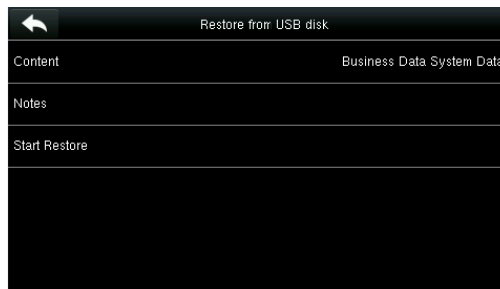 Restore from USB disk
Content Business Data System Data
Notes
Start Restore